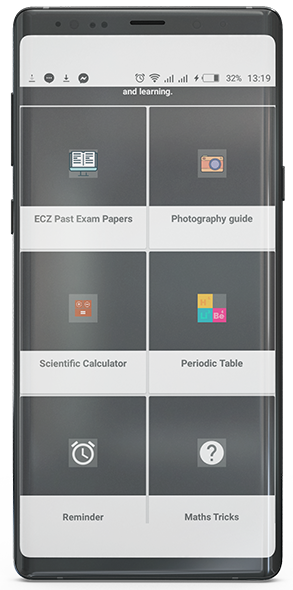 32% 13:19
and learning.
ECZ Past Exam Papers
Photography guide
Scientific Calculator
Periodic Table
H Li Be
Reminder
Maths Tricks